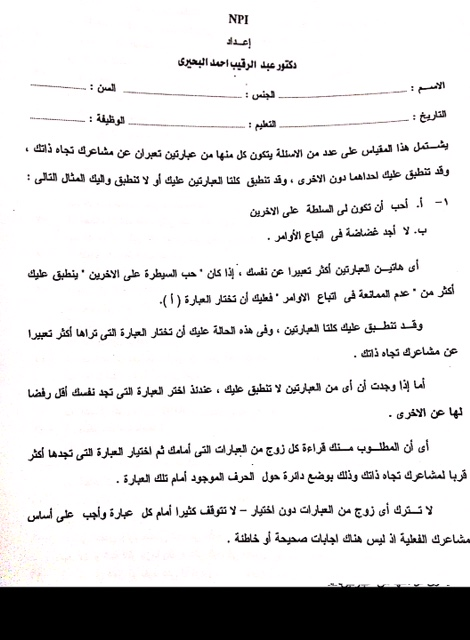 NPI
إعـداد
دكتور عبد الرقيب احمد البحيرى
الاسـم : ........ الجنس : ........ السن : ........
التاريخ : ........ التعليم : ........ الوظيفة : ........
يشـتمل هذا المقياس على عدد من الاسئلة يتكون كل منها من عبارتين تعبران عن مشاعرك تجاه ذاتك ،
وقد تنطبق عليك احداهما دون الاخرى ، وقد تنطبق كلتا العبارتين عليك أو لا تنطبق واليك المثال التالى :
١- أ. أحب أن تكون لى السلطة على الاخرين
ب. لا أجد غضاضة فى اتباع الأوامر .
أى هاتيـن العبارتين أكثر تعبيرا عن نفسك ، إذا كان " حب السيطرة على الاخرين " ينطبق عليك
أكثر من " عدم الممانعة فى اتباع الاوامر " فعليك أن تختار العبارة ( أ ).
وقـد تنطـبق عليك كلتا العبارتين ، وفى هذه الحالة عليك أن تختار العبارة التى تراها أكثر تعبيرا
عن مشاعرك تجاه ذاتك .
أما إذا وجدت أن أى من العبارتين لا تنطبق عليك ، عندئذ اختر العبارة التى تجد نفسك أقل رفضا
لها عن الاخرى .
أى أن المطلـوب مـنك قراءة كل زوج من العبارات التى أمامك ثم اختيار العبارة التى تجدها أكثر
قربا لمشاعرك تجاه ذاتك وذلك بوضع دائرة حول الحرف الموجود أمام تلك العبارة .
لا تـترك أى زوج من العبارات دون اختيار – لا تتوقف كثيرا أمام كل عبارة وأجب على أساس
مشاعرك الفعلية اذ ليس هناك اجابات صحيحة أو خاطئة .